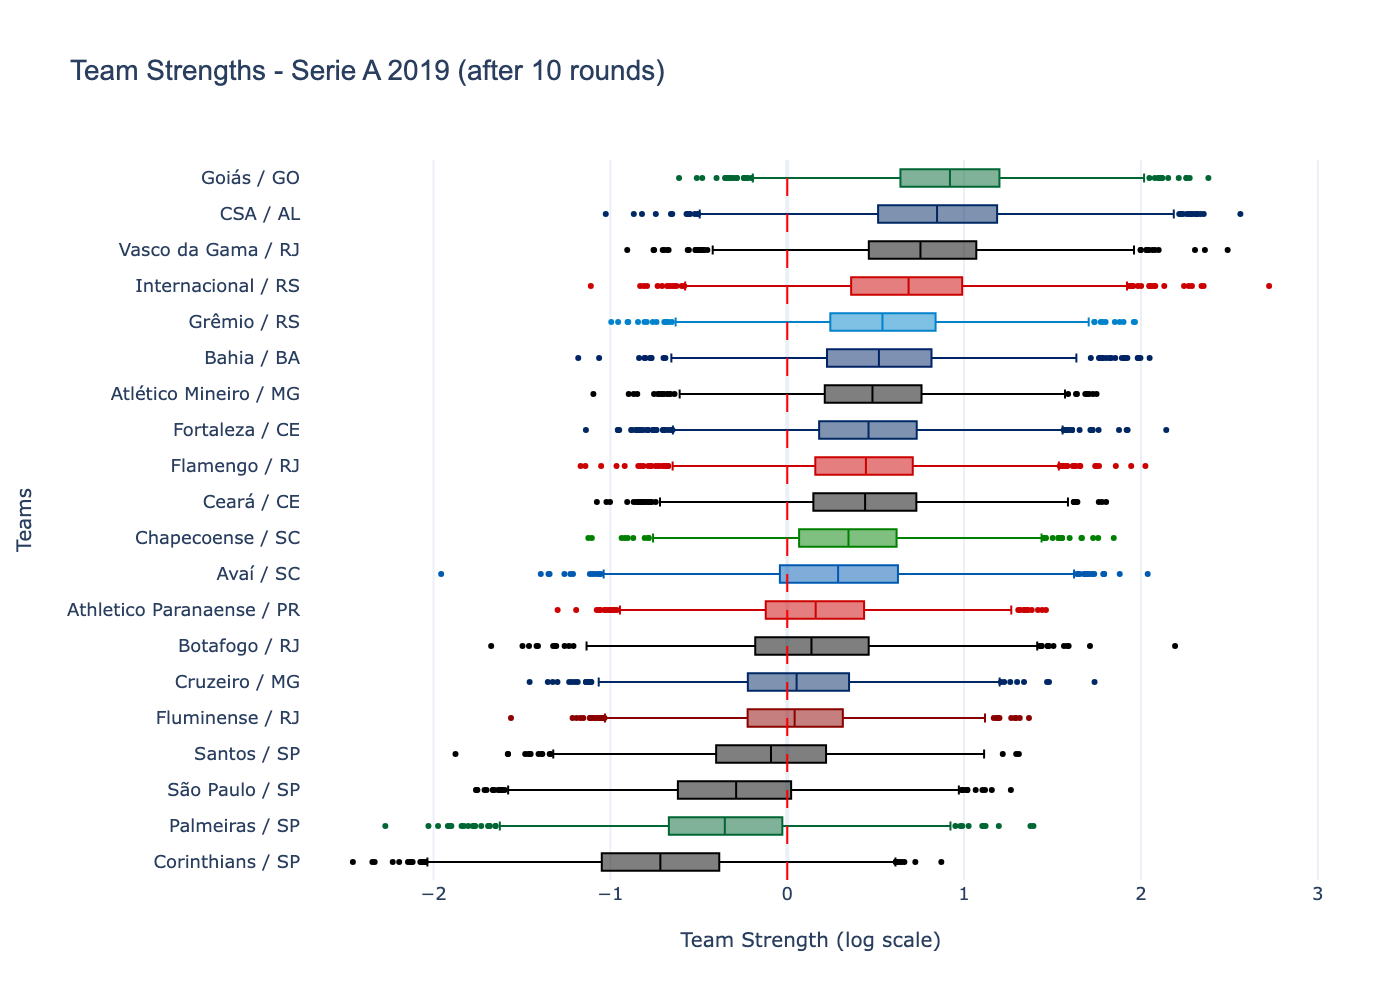 Team Strengths - Serie A 2019 (after 10 rounds)
Teams
Goiás / GO
CSA / AL
Vasco da Gama / RJ
Internacional / RS
Grêmio / RS
Bahia / BA
Atlético Mineiro / MG
Fortaleza / CE
Flamengo / RJ
Ceará / CE
Chapecoense / SC
Avaí / SC
Athletico Paranaense / PR
Botafogo / RJ
Cruzeiro / MG
Fluminense / RJ
Santos / SP
São Paulo / SP
Palmeiras / SP
Corinthians / SP
−2 −1 0 1 2 3
Team Strength (log scale)